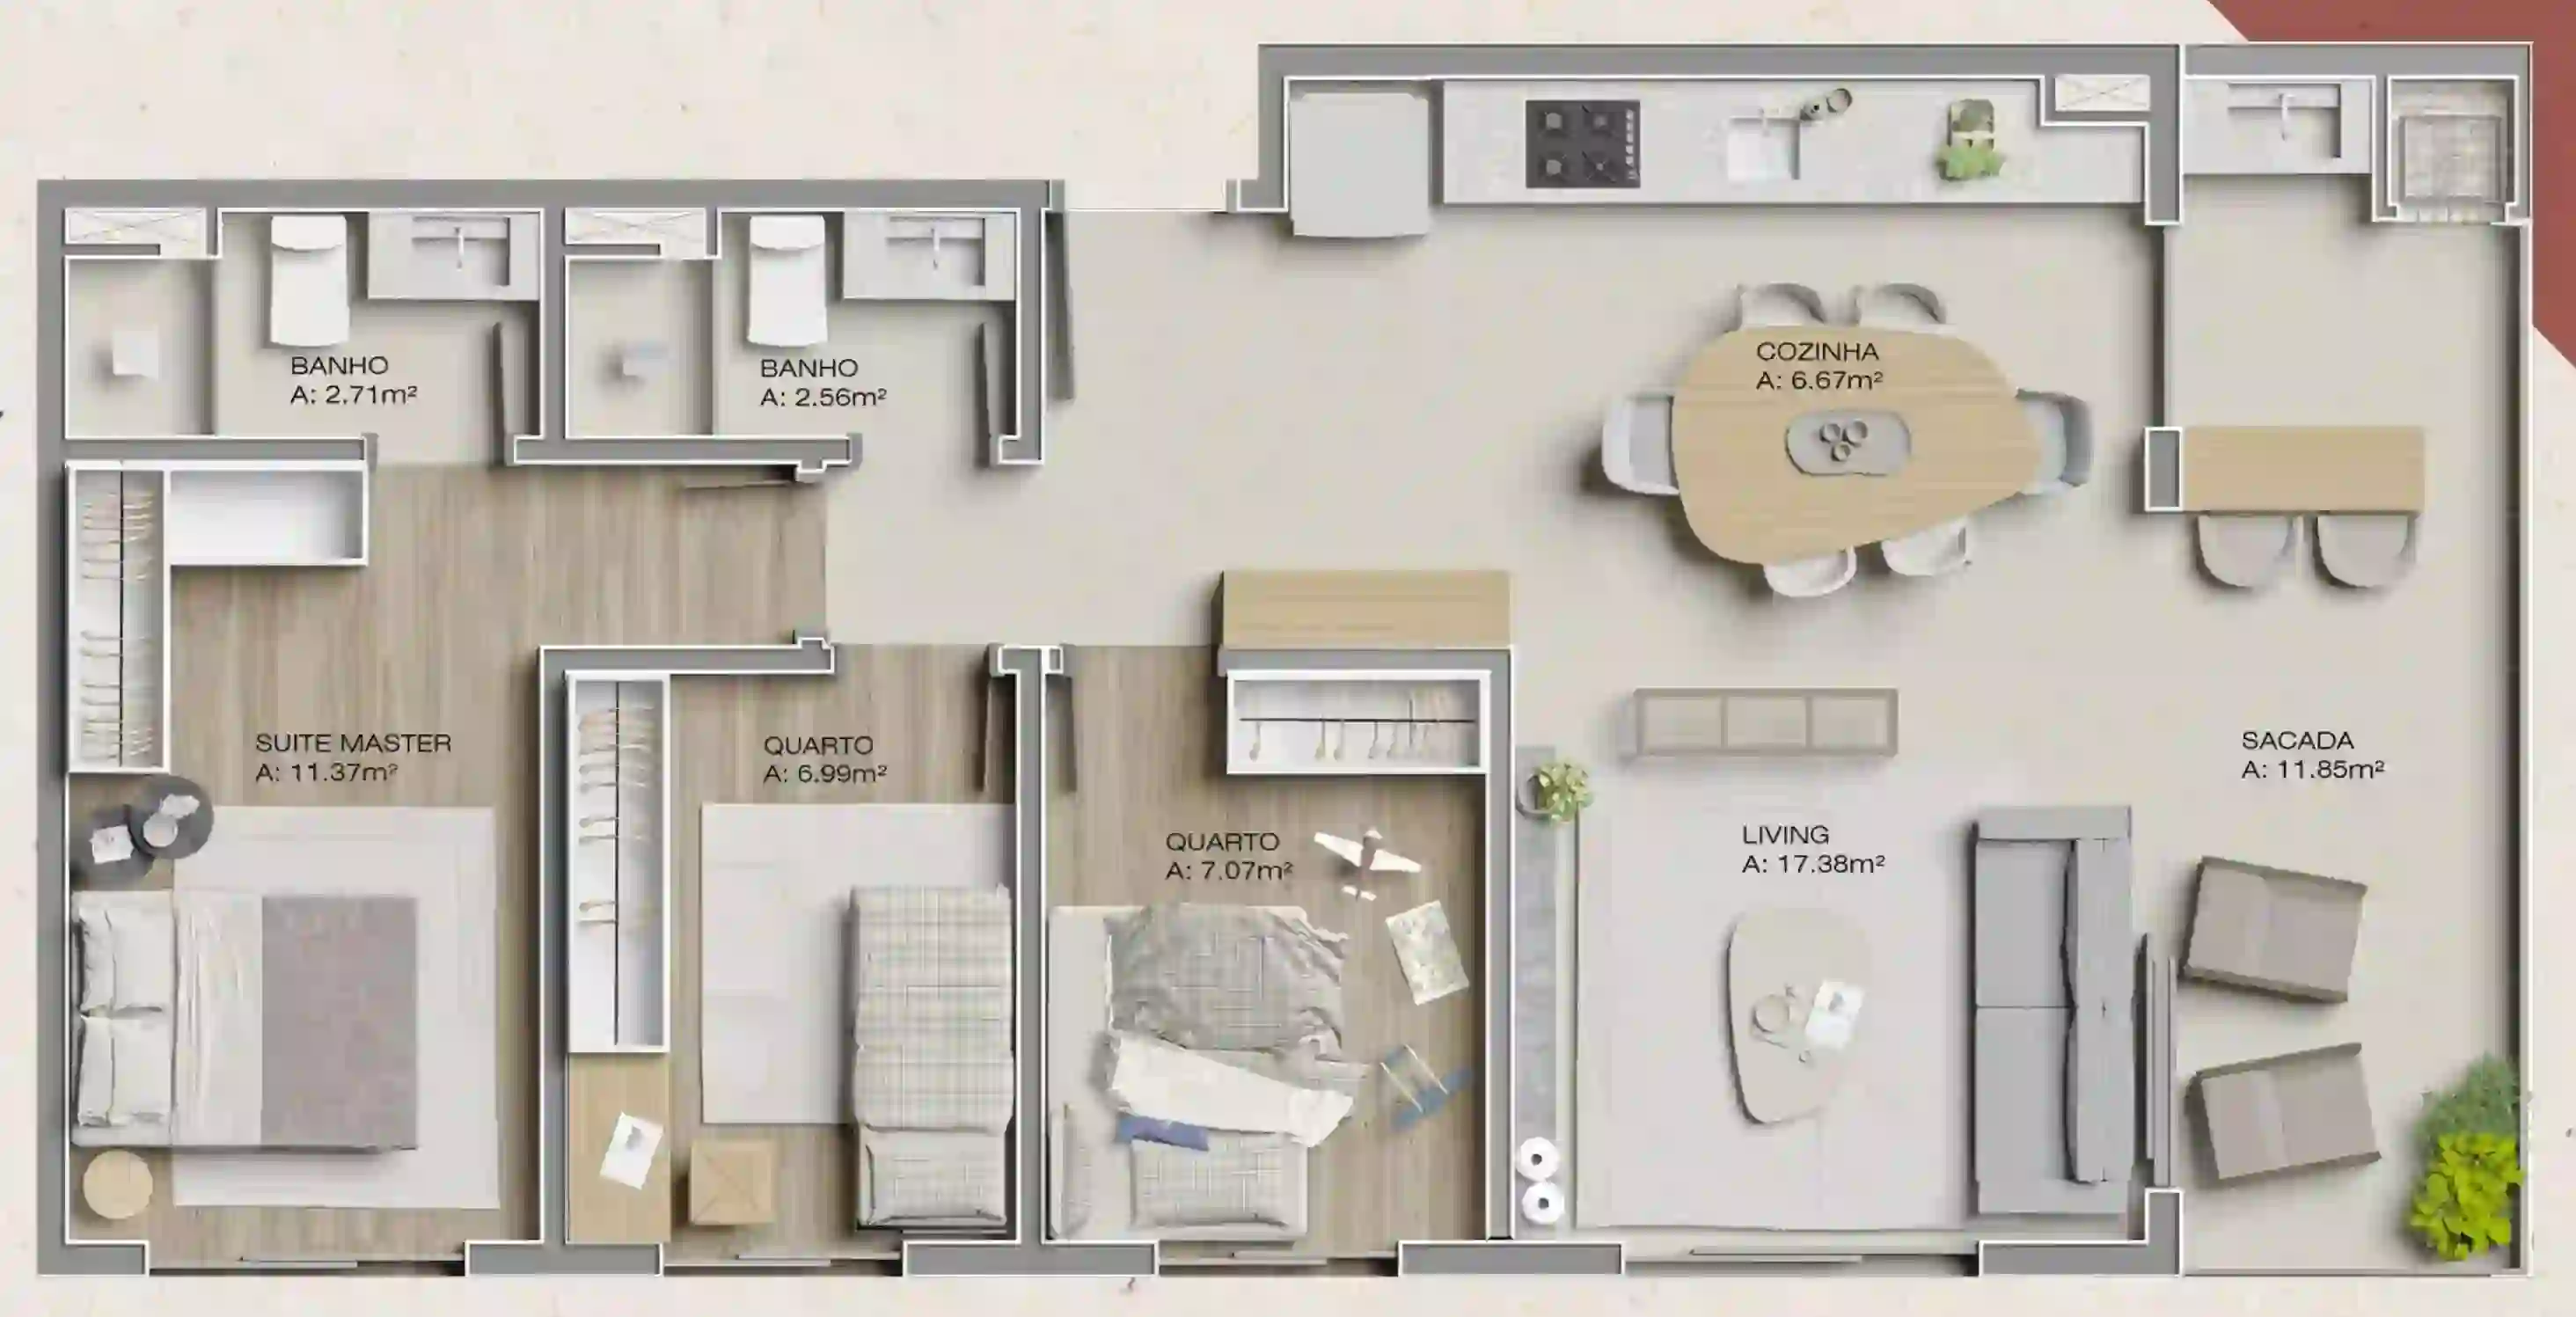 BANHO
A: 2.71m²
BANHO
A: 2.56m²
COZINHA
A: 6.67m²
SUITE MASTER
A: 11.37m²
QUARTO
A: 6.99m²
QUARTO
A: 7.07m²
LIVING
A: 17.38m²
SACADA
A: 11.85m²